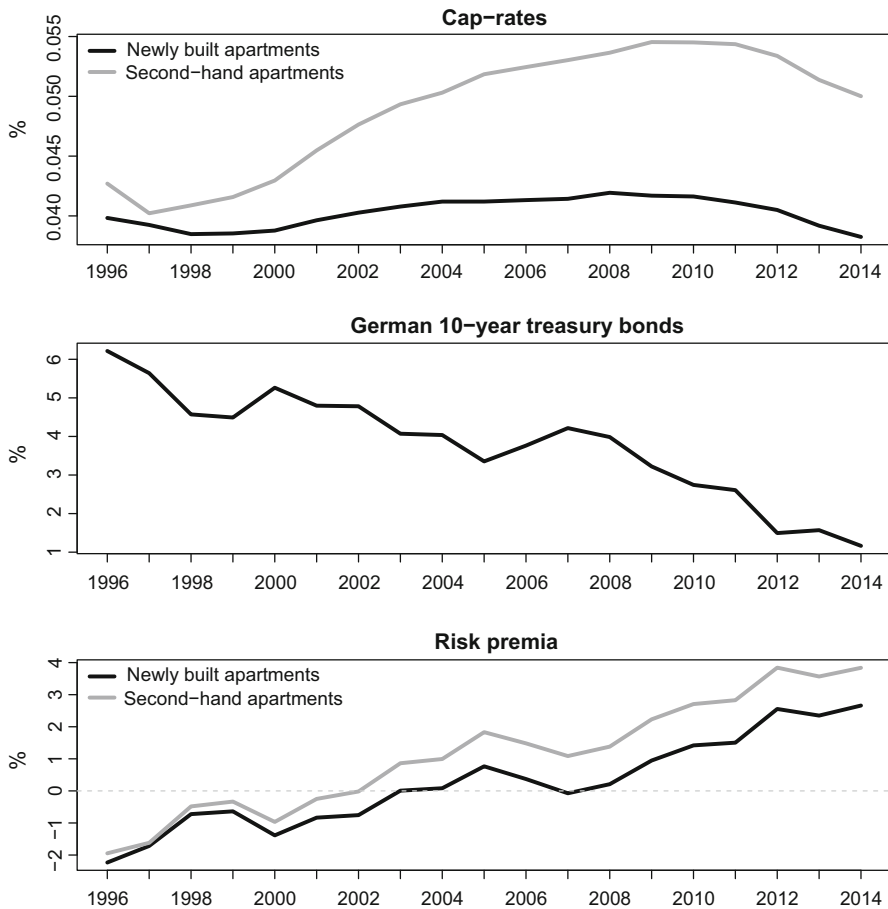 Cap−rates
Newly built apartments
Second−hand apartments
%
0.055
0.050
0.045
0.040
1996 1998 2000 2002 2004 2006 2008 2010 2012 2014
German 10−year treasury bonds
%
6
5
4
3
2
1
1996 1998 2000 2002 2004 2006 2008 2010 2012 2014
Risk premia
Newly built apartments
Second−hand apartments
%
4
3
2
1
0
−1
−2
1996 1998 2000 2002 2004 2006 2008 2010 2012 2014